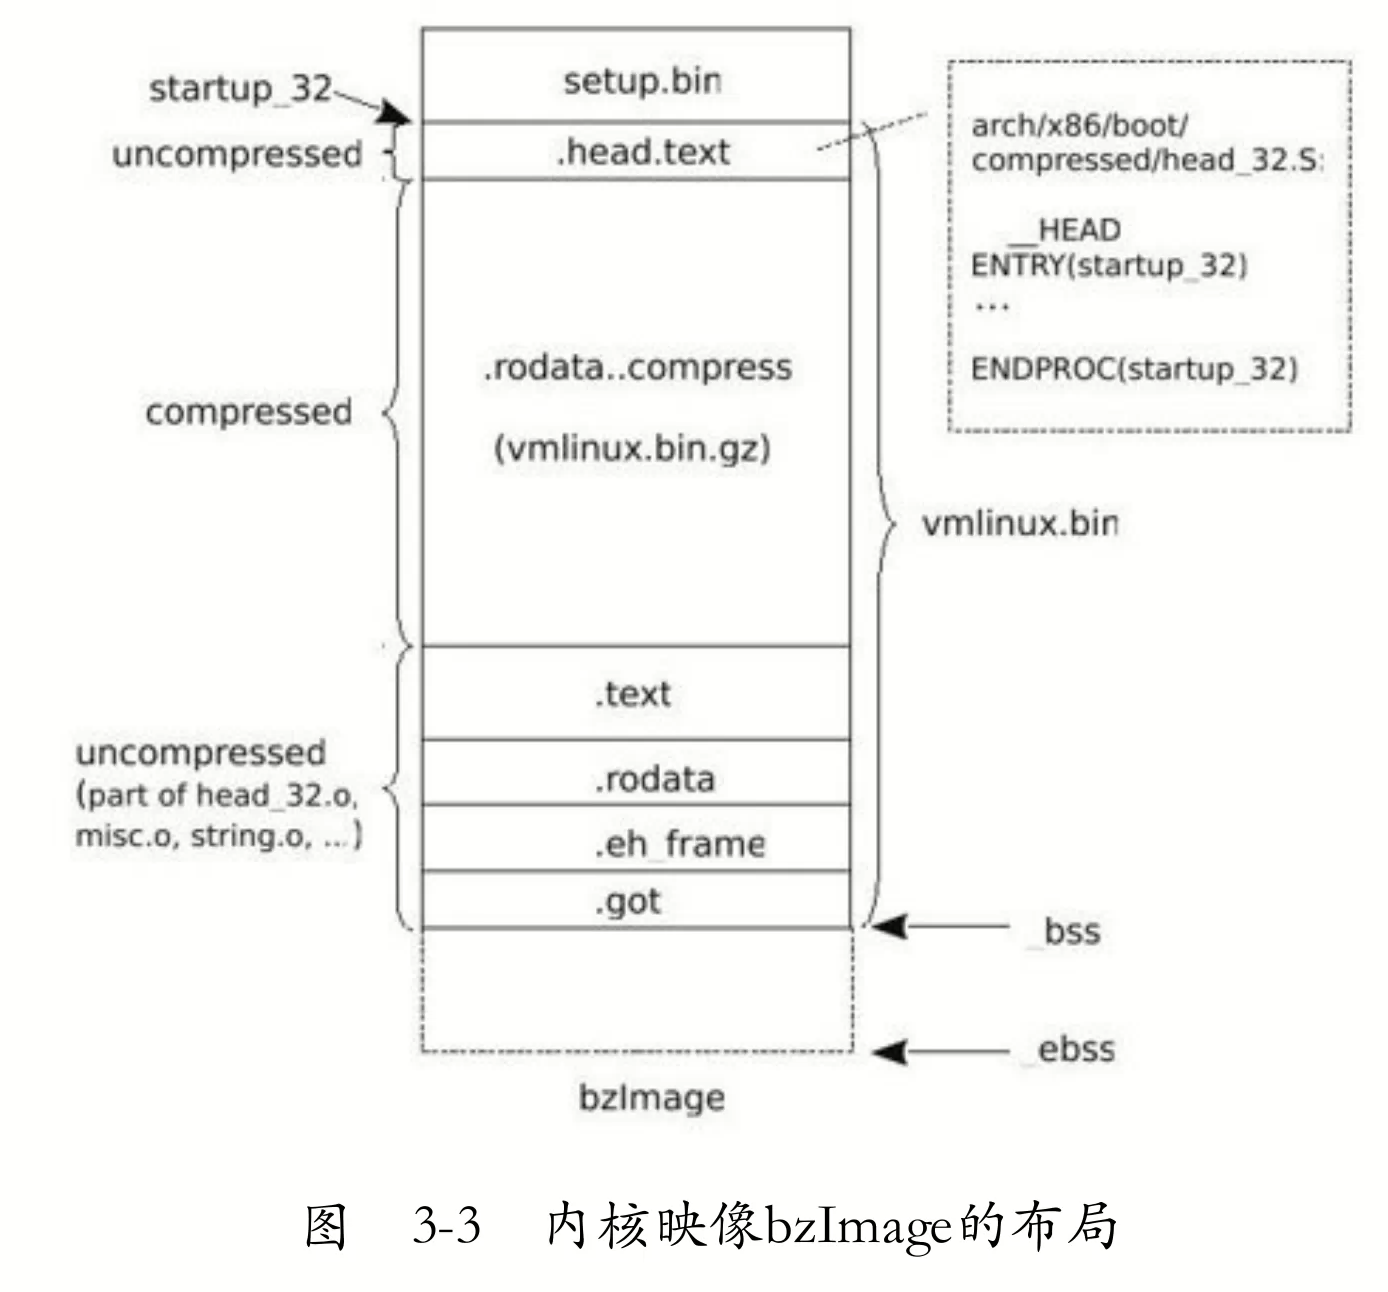 setup.bin
startup_32
uncompressed
.head.text
arch/x86/boot/
compressed/head_32.S:
__HEAD
ENTRY(startup_32)
...
ENDPROC(startup_32)
.rodata..compress
(vmlinux.bin.gz)
compressed
vmlinux.bin
.text
uncompressed
(part of head_32.o,
misc.o, string.o, ...)
.rodata
.eh_frame
.got
_bss
_ebss
bzImage
图 3-3 内核映像bzImage的布局